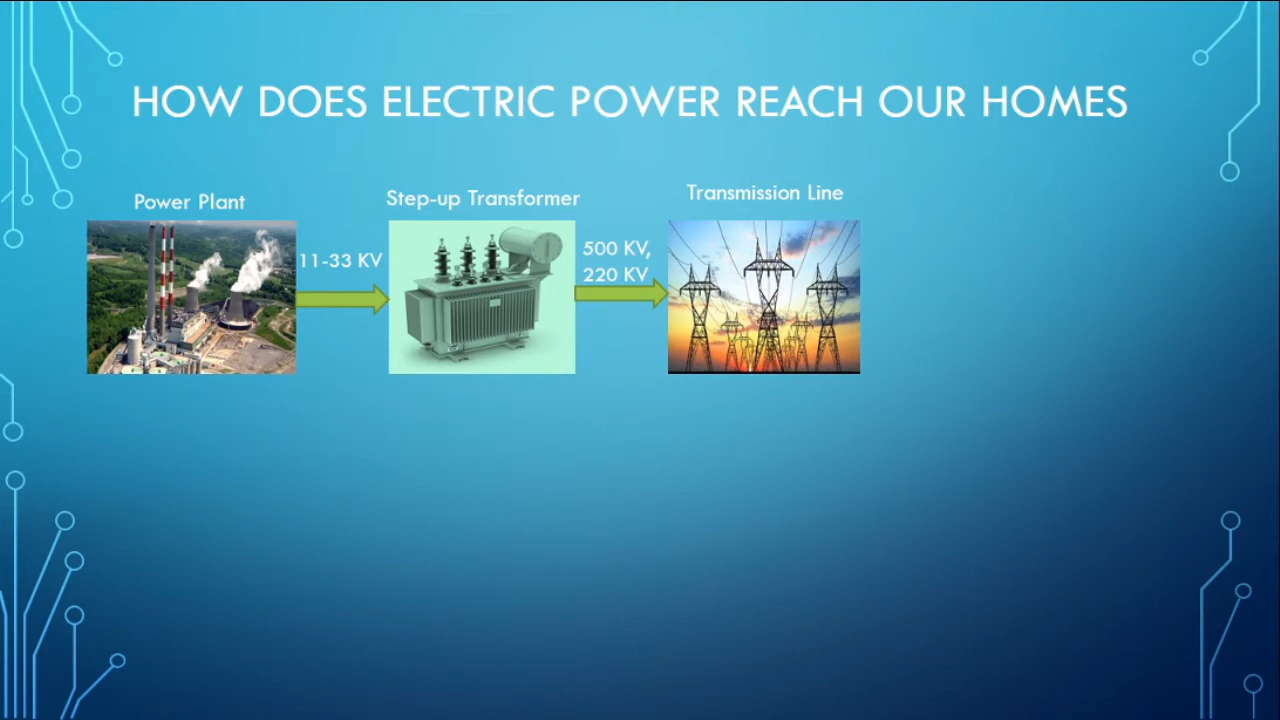 HOW DOES ELECTRIC POWER REACH OUR HOMES
Power Plant
Step-up Transformer
Transmission Line
11-33 KV
500 KV,
220 KV